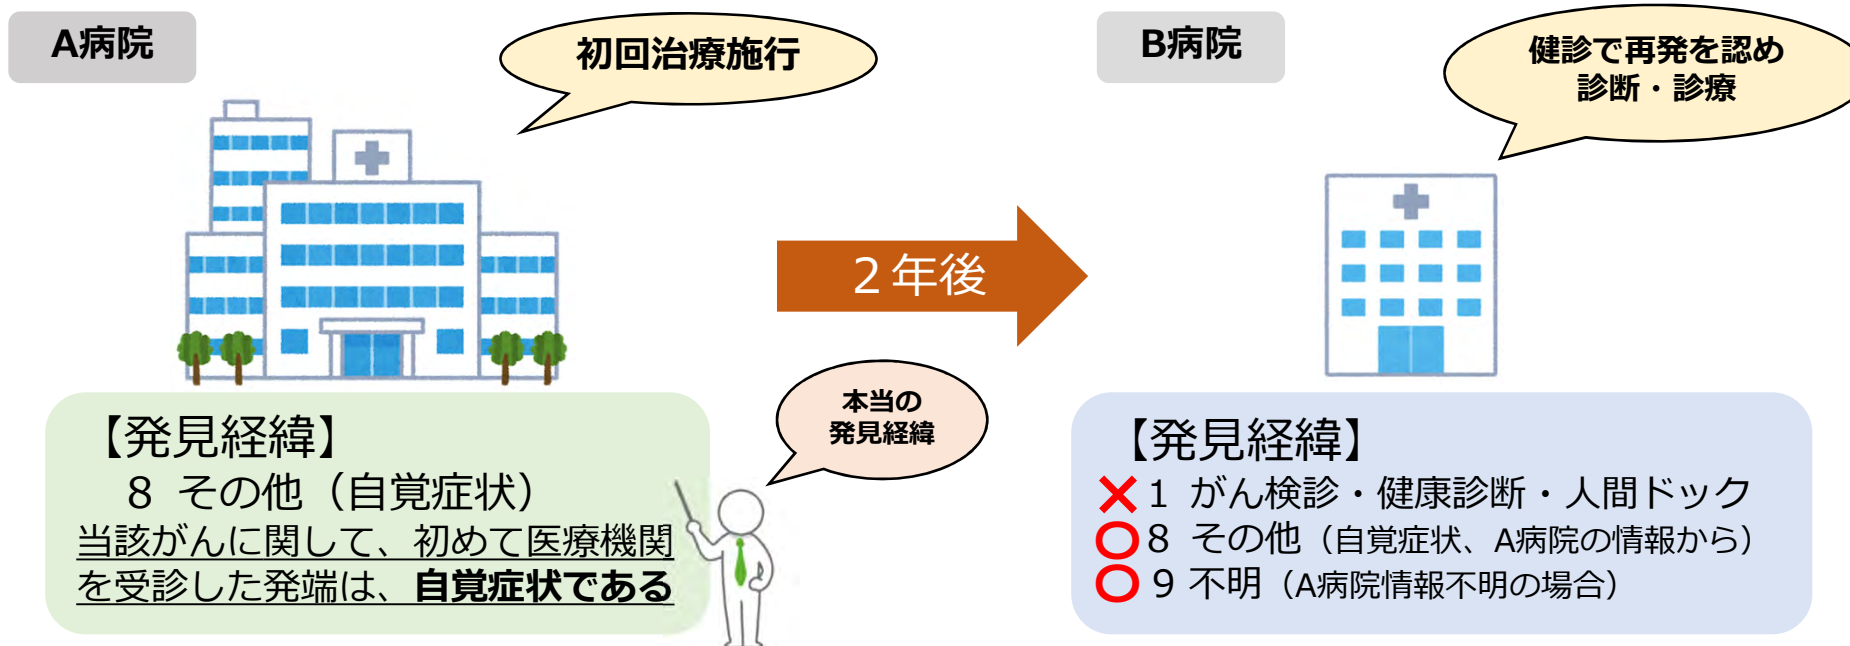 A病院
初回治療施行
B病院
健診で再発を認め
診断・診療
２年後
本当の
発見経緯
【発見経緯】
8 その他（自覚症状）
当該がんに関して、初めて医療機関
を受診した発端は、自覚症状である
【発見経緯】
×1 がん検診・健康診断・人間ドック
〇8 その他（自覚症状、A病院の情報から）
〇9 不明（A病院情報不明の場合）